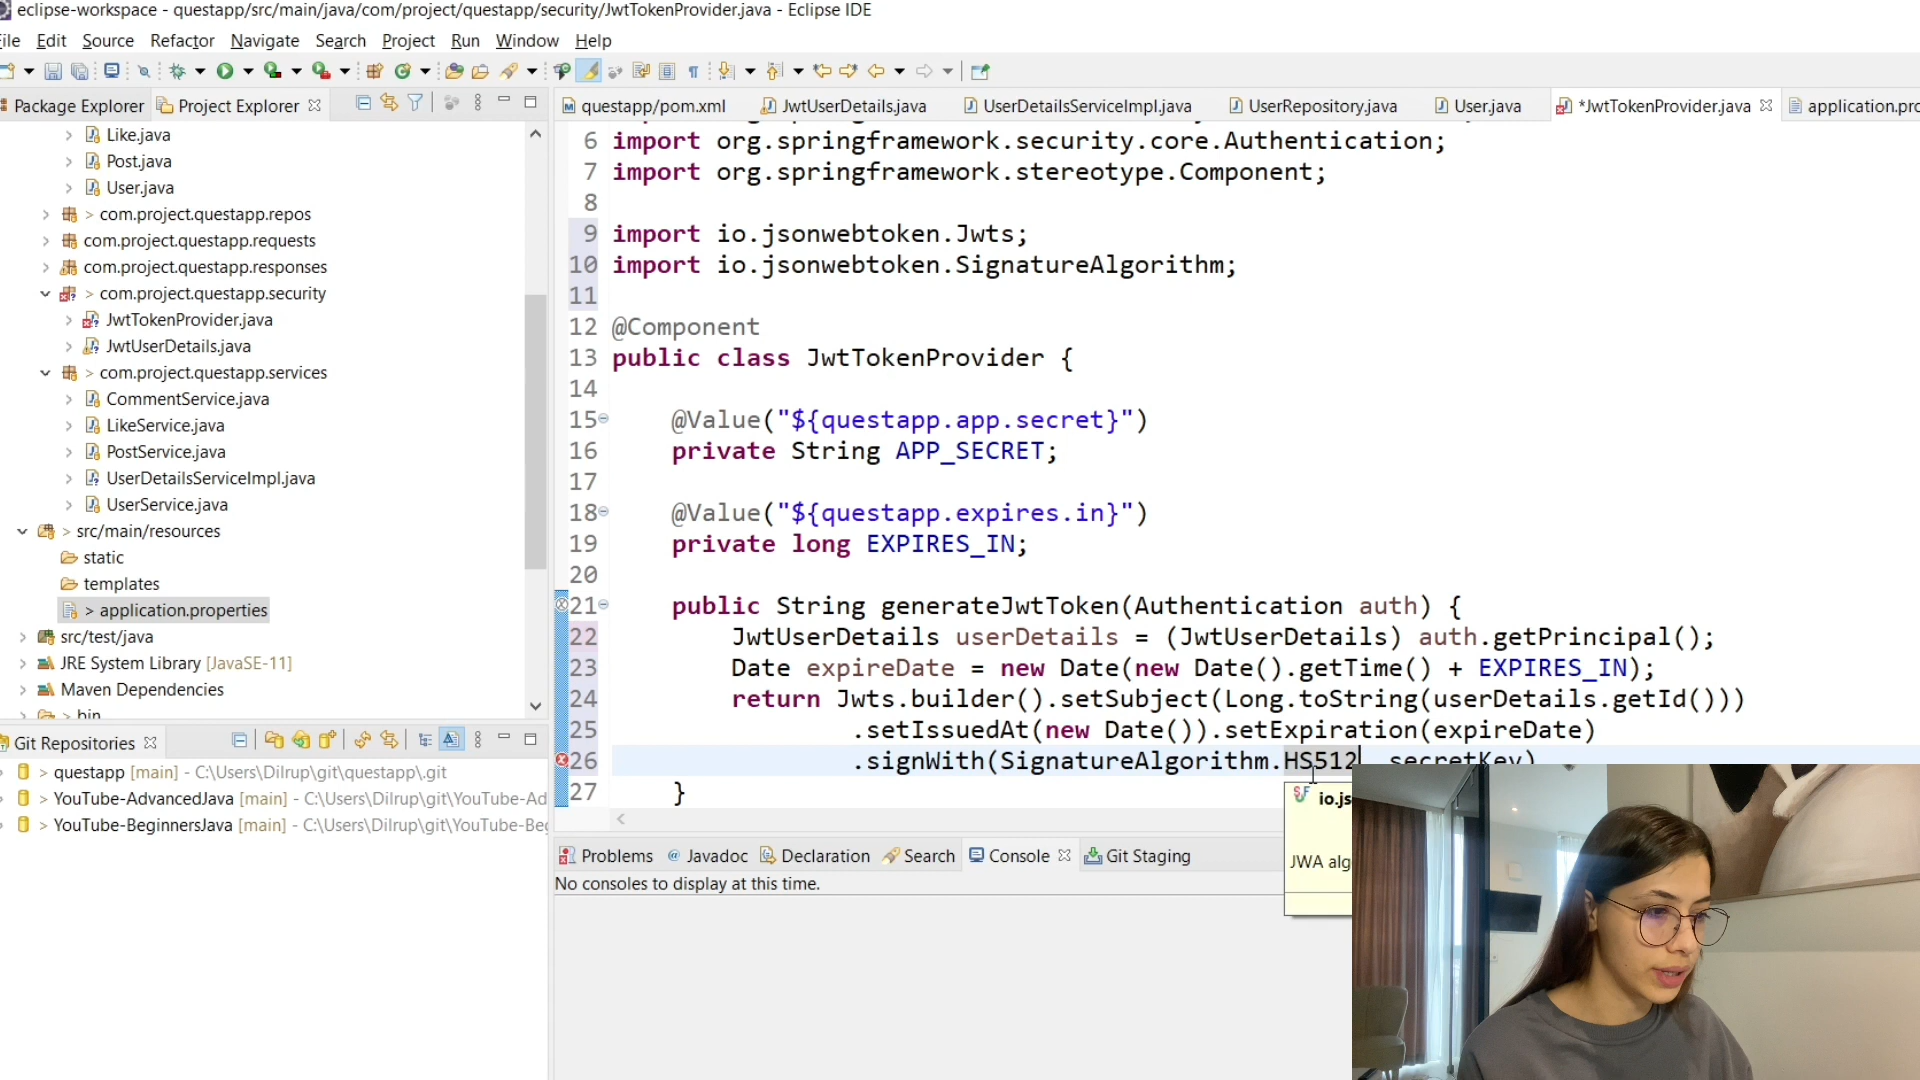 eclipse-workspace - questapp/src/main/java/com/project/questapp/security/JwtTokenProvider.java - Eclipse IDE
File Edit Source Refactor Navigate Search Project Run Window Help
Package Explorer Project Explorer
Like.java
Post.java
User.java
> com.project.questapp.repos
com.project.questapp.requests
com.project.questapp.responses
> com.project.questapp.security
JwtTokenProvider.java
JwtUserDetails.java
> com.project.questapp.services
CommentService.java
LikeService.java
PostService.java
UserDetailsServiceImpl.java
UserService.java
> src/main/resources
static
templates
> application.properties
src/test/java
JRE System Library [JavaSE-11]
Maven Dependencies
> bin
Git Repositories
> questapp [main] - C:\Users\Dilrup\git\questapp\.git
> YouTube-AdvancedJava [main] - C:\Users\Dilrup\git\YouTube-Ad
> YouTube-BeginnersJava [main] - C:\Users\Dilrup\git\YouTube-Be
questapp/pom.xml JwtUserDetails.java UserDetailsServiceImpl.java UserRepository.java User.java *JwtTokenProvider.java application.pro
6 import org.springframework.security.core.Authentication;
7 import org.springframework.stereotype.Component;
8
9 import io.jsonwebtoken.Jwts;
10 import io.jsonwebtoken.SignatureAlgorithm;
11
12 @Component
13 public class JwtTokenProvider {
14
15 @Value("${questapp.app.secret}")
16 private String APP_SECRET;
17
18 @Value("${questapp.expires.in}")
19 private long EXPIRES_IN;
20
21 public String generateJwtToken(Authentication auth) {
22 JwtUserDetails userDetails = (JwtUserDetails) auth.getPrincipal();
23 Date expireDate = new Date(new Date().getTime() + EXPIRES_IN);
24 return Jwts.builder().setSubject(Long.toString(userDetails.getId()))
25 .setIssuedAt(new Date()).setExpiration(expireDate)
26 .signWith(SignatureAlgorithm.HS512, secretKey)
27 }
io.js
JWA alg
Problems @ Javadoc Declaration Search Console Git Staging
No consoles to display at this time.